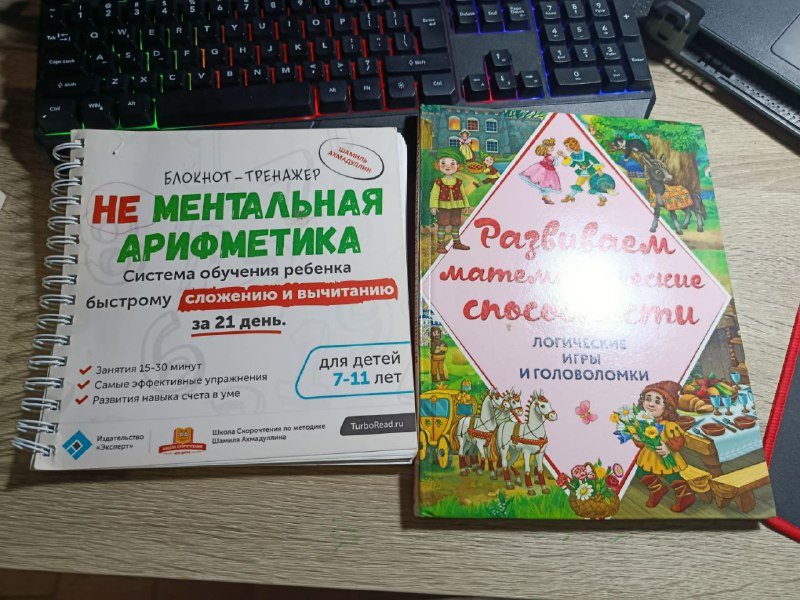 ШАМИЛЬ
АХМАДУЛЛИН
БЛОКНОТ-ТРЕНАЖЕР
НЕ МЕНТАЛЬНАЯ
АРИФМЕТИКА
Система обучения ребенка
быстрому сложению и вычитанию
за 21 день.
Занятия 15-30 минут
Самые эффективные упражнения
Развития навыка счета в уме
для детей
7-11 лет
Издательство
«Эксперт»
Школа Скорочтения по методике
Шамиля Ахмадуллина
TurboRead.ru
Развиваем
способности
ЛОГИЧЕСКИЕ
ИГРЫ
И ГОЛОВОЛОМКИ